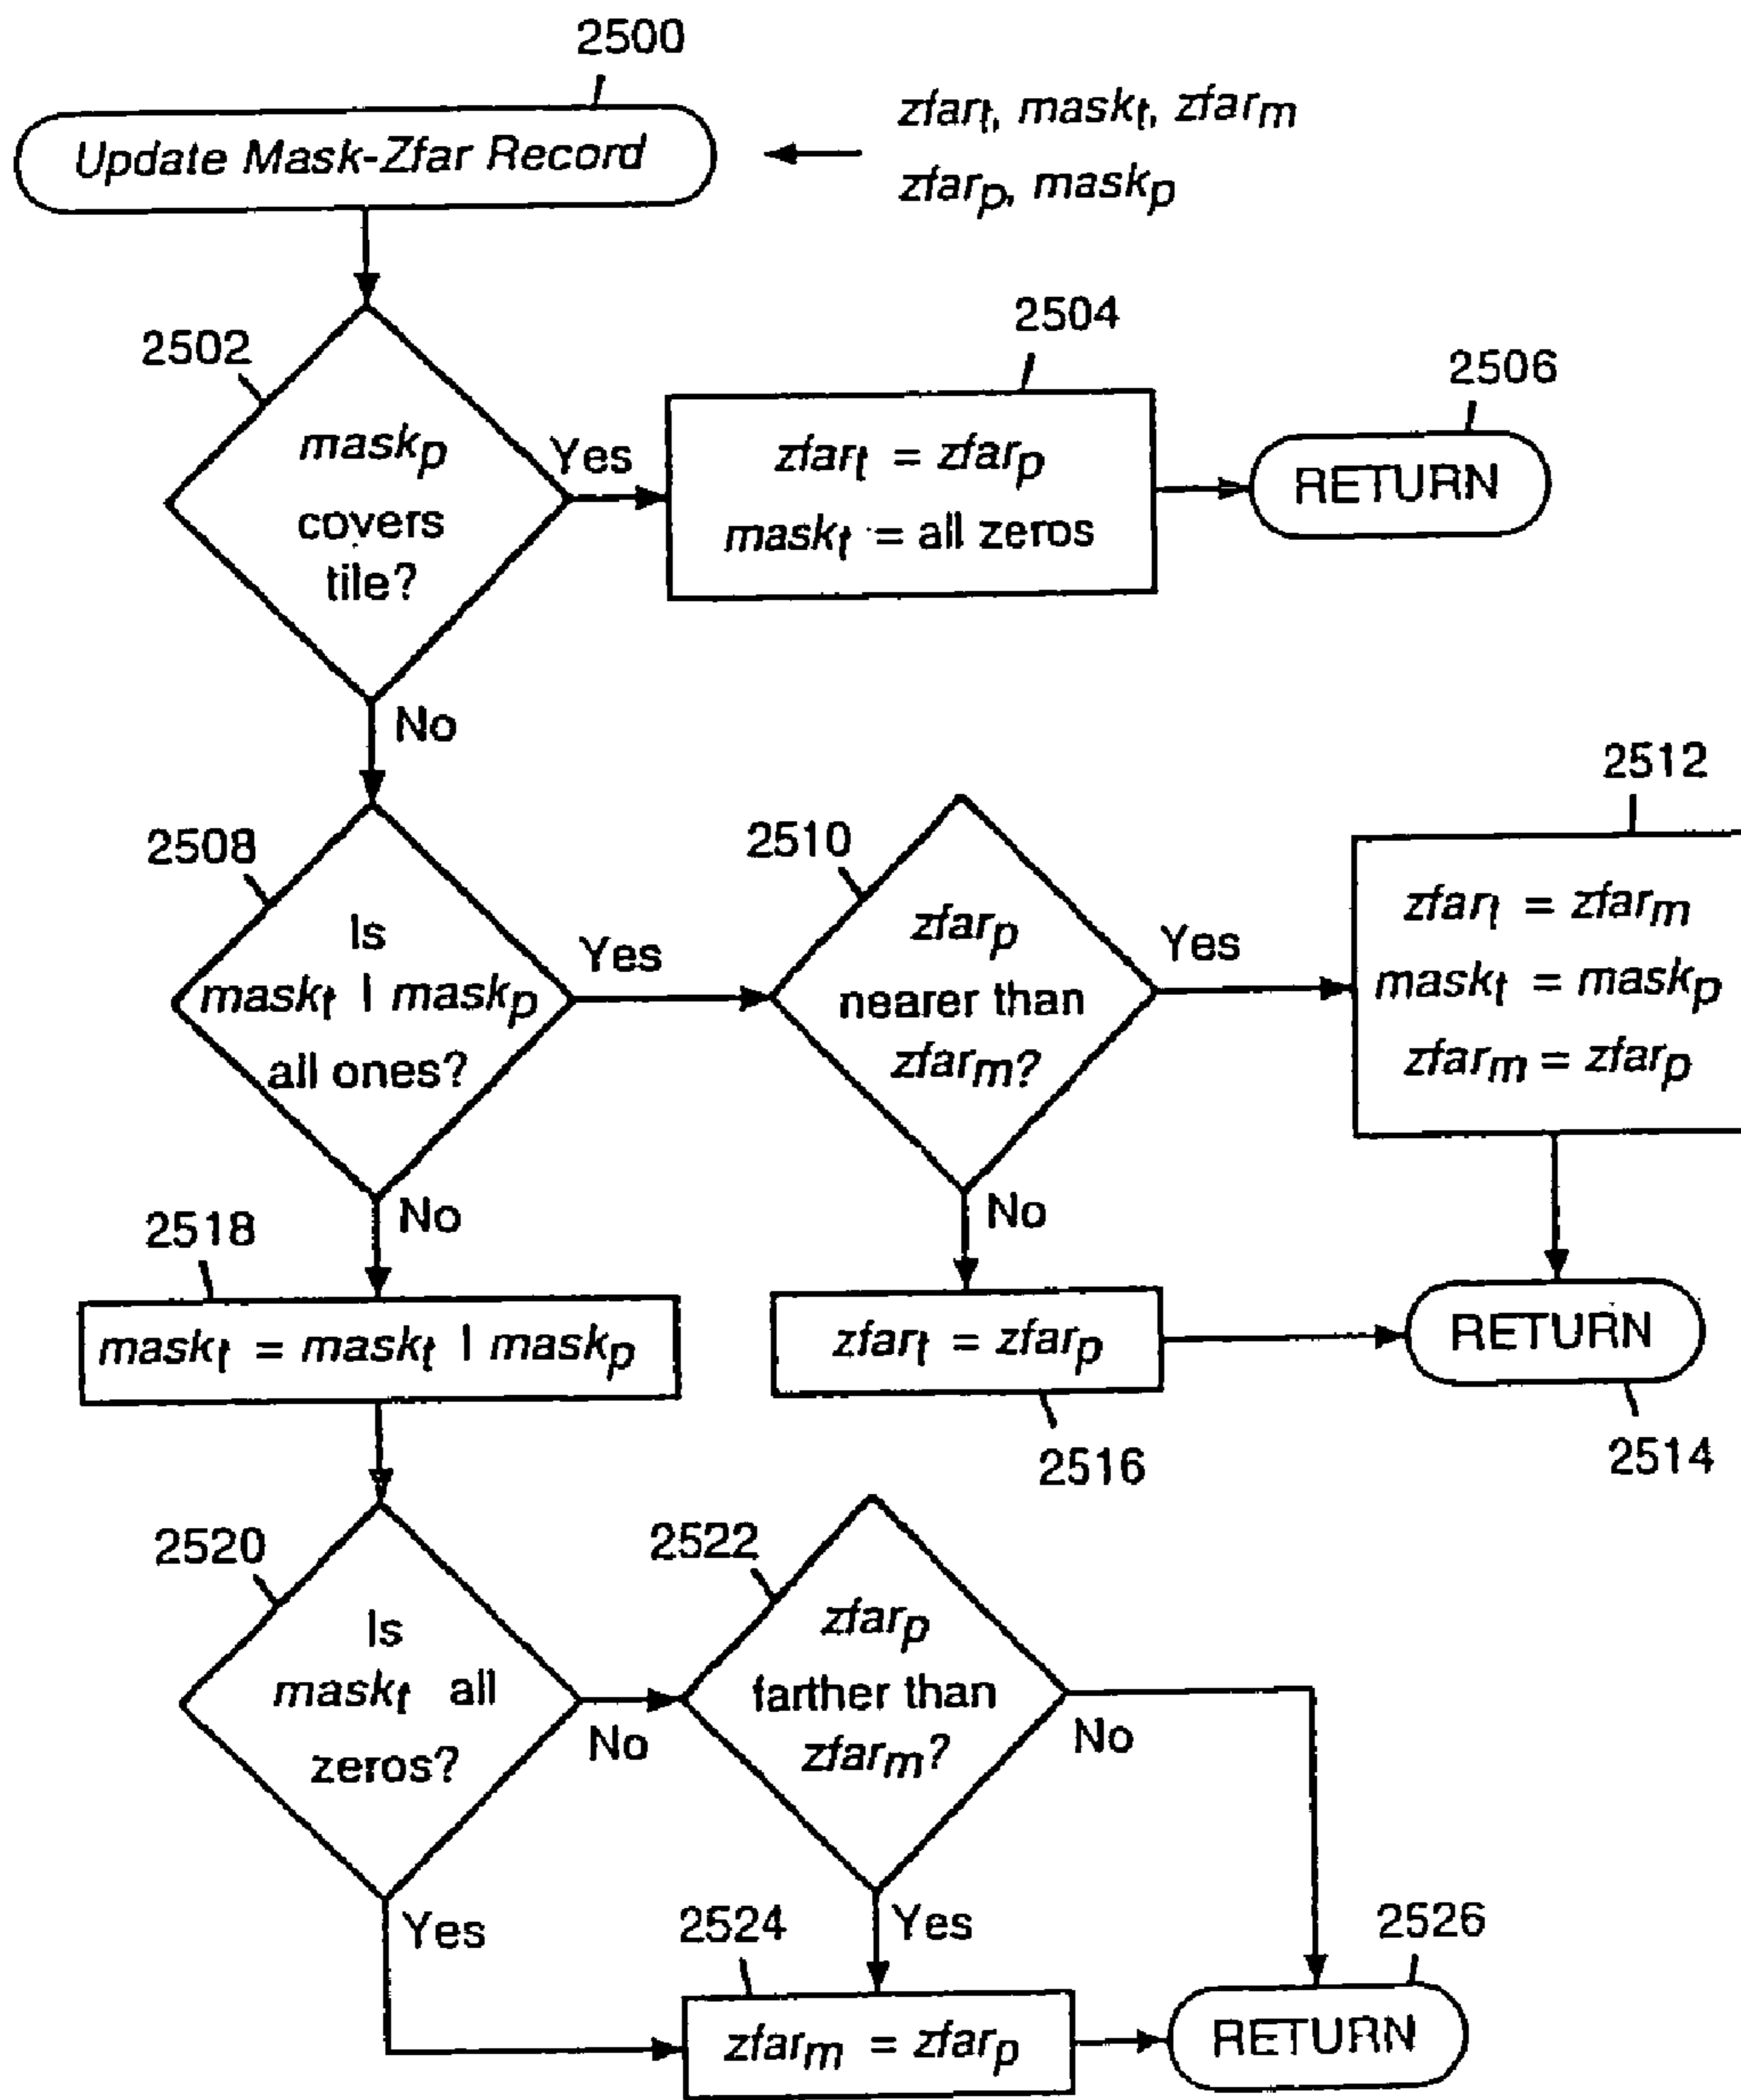 2500
Update Mask-Zfar Record
zfart, maskt, zfarm
zfarp, maskp
2502
maskp
covers
tile?
Yes
No
2504
zfart = zfarp
maskt = all zeros
2506
RETURN
2508
Is
maskt | maskp
all ones?
Yes
No
2510
zfarp
nearer than
zfarm?
Yes
No
2512
zfart = zfarm
maskt = maskp
zfarm = zfarp
2518
maskt = maskt | maskp
zfart = zfarp
2516
RETURN
2514
2520
Is
maskt all
zeros?
No
Yes
2522
zfarp
farther than
zfarm?
No
Yes
2524
zfarm = zfarp
2526
RETURN